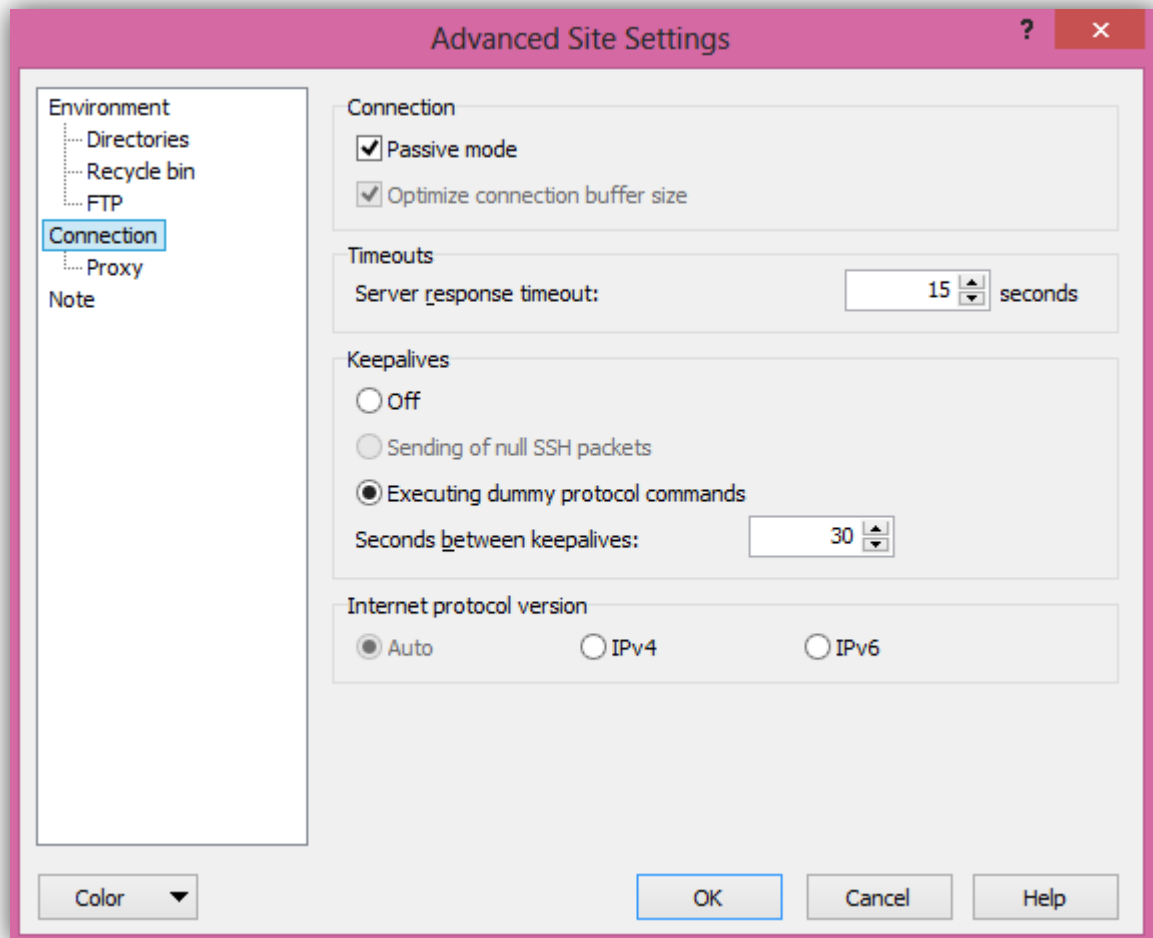 Advanced Site Settings
?
Environment
Directories
Recycle bin
FTP
Connection
Proxy
Note
Connection
Passive mode
Optimize connection buffer size
Timeouts
Server response timeout: 15 seconds
Keepalives
Off
Sending of null SSH packets
Executing dummy protocol commands
Seconds between keepalives: 30
Internet protocol version
Auto IPv4 IPv6
Color OK Cancel Help